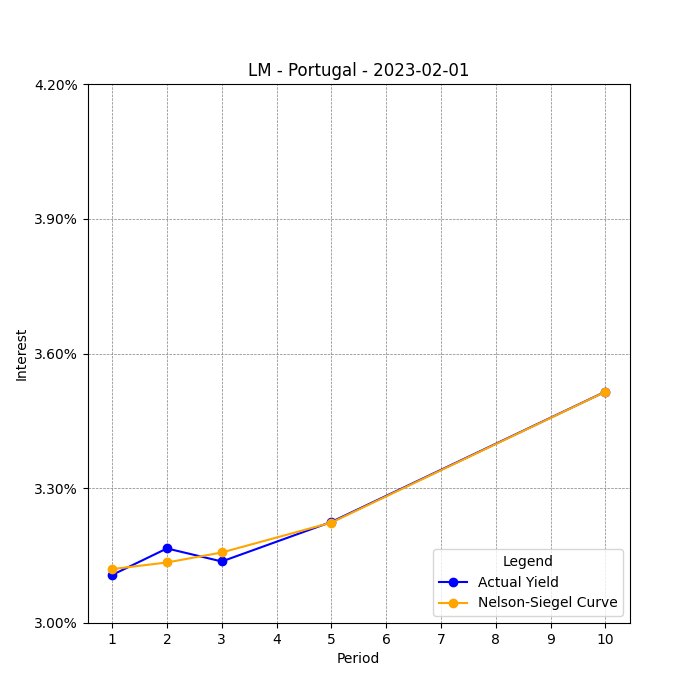 LM - Portugal - 2023-02-01
4.20%
3.90%
3.60%
3.30%
3.00%
Interest
1 2 3 4 5 6 7 8 9 10
Period
Legend
Actual Yield
Nelson-Siegel Curve